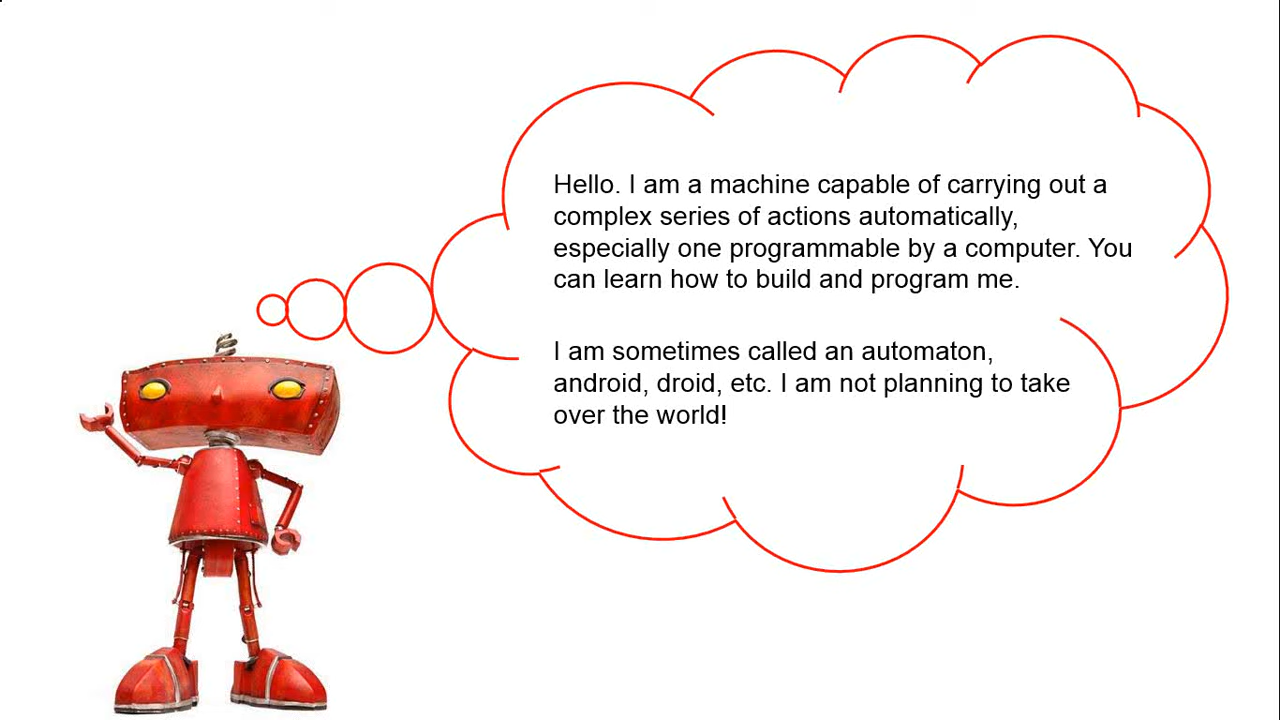 Hello. I am a machine capable of carrying out a
complex series of actions automatically,
especially one programmable by a computer. You
can learn how to build and program me.
I am sometimes called an automaton,
android, droid, etc. I am not planning to take
over the world!